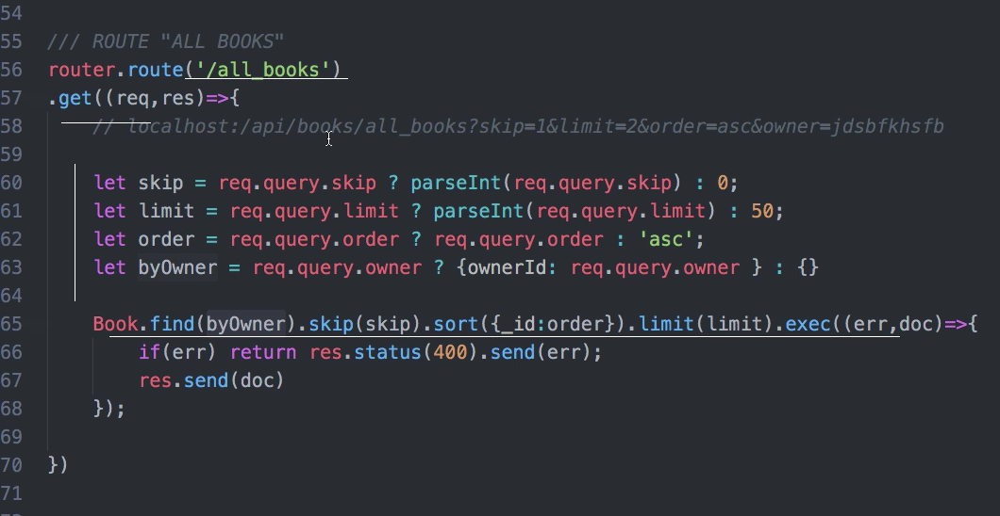 54
55 /// ROUTE "ALL BOOKS"
56 router.route('/all_books')
57 .get((req,res)=>{
58 // localhost:/api/books/all_books?skip=1&limit=2&order=asc&owner=jdsbfkhsfb
59
60 let skip = req.query.skip ? parseInt(req.query.skip) : 0;
61 let limit = req.query.limit ? parseInt(req.query.limit) : 50;
62 let order = req.query.order ? req.query.order : 'asc';
63 let byOwner = req.query.owner ? {ownerId: req.query.owner } : {}
64
65 Book.find(byOwner).skip(skip).sort({_id:order}).limit(limit).exec((err,doc)=>{
66 if(err) return res.status(400).send(err);
67 res.send(doc)
68 });
69
70 })
71